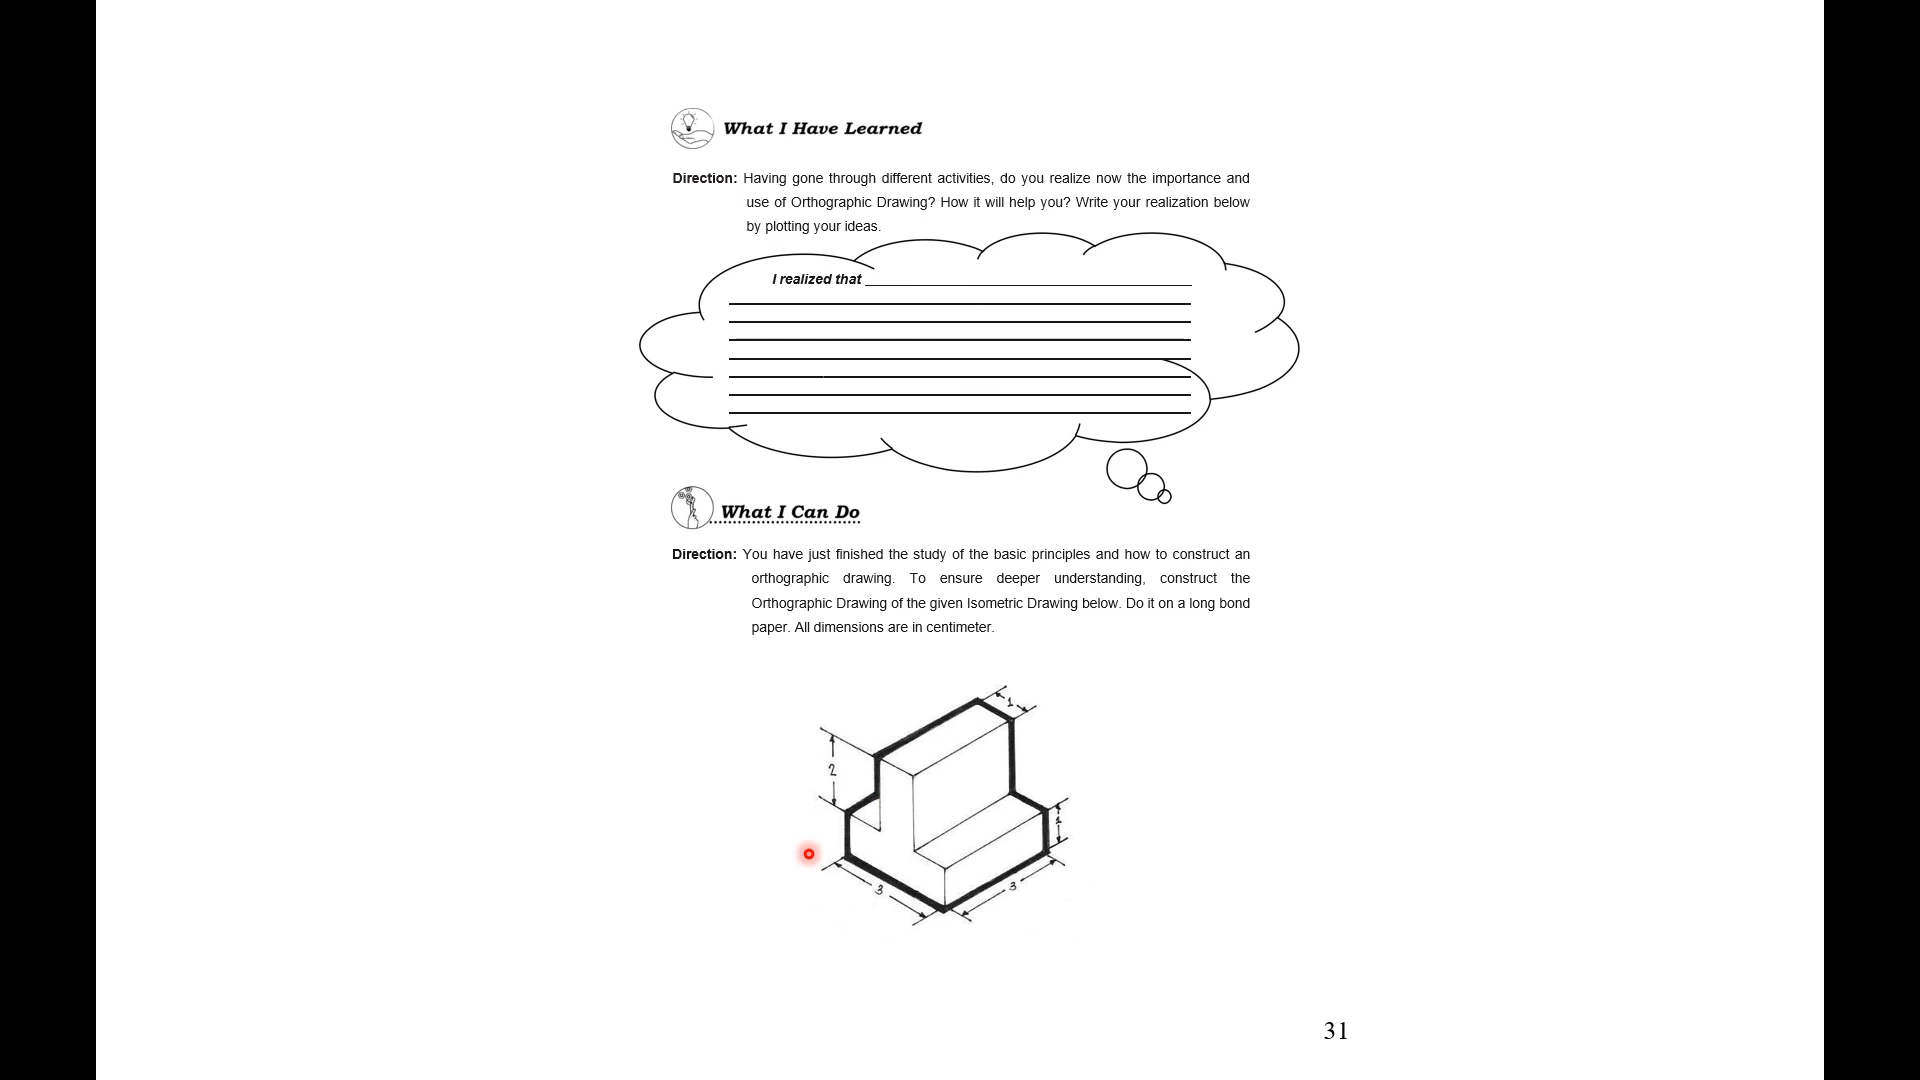 What I Have Learned
Direction: Having gone through different activities, do you realize now the importance and
use of Orthographic Drawing? How it will help you? Write your realization below
by plotting your ideas.
I realized that
What I Can Do
Direction: You have just finished the study of the basic principles and how to construct an
orthographic drawing. To ensure deeper understanding, construct the
Orthographic Drawing of the given Isometric Drawing below. Do it on a long bond
paper. All dimensions are in centimeter.
1
2
1
3
3
31